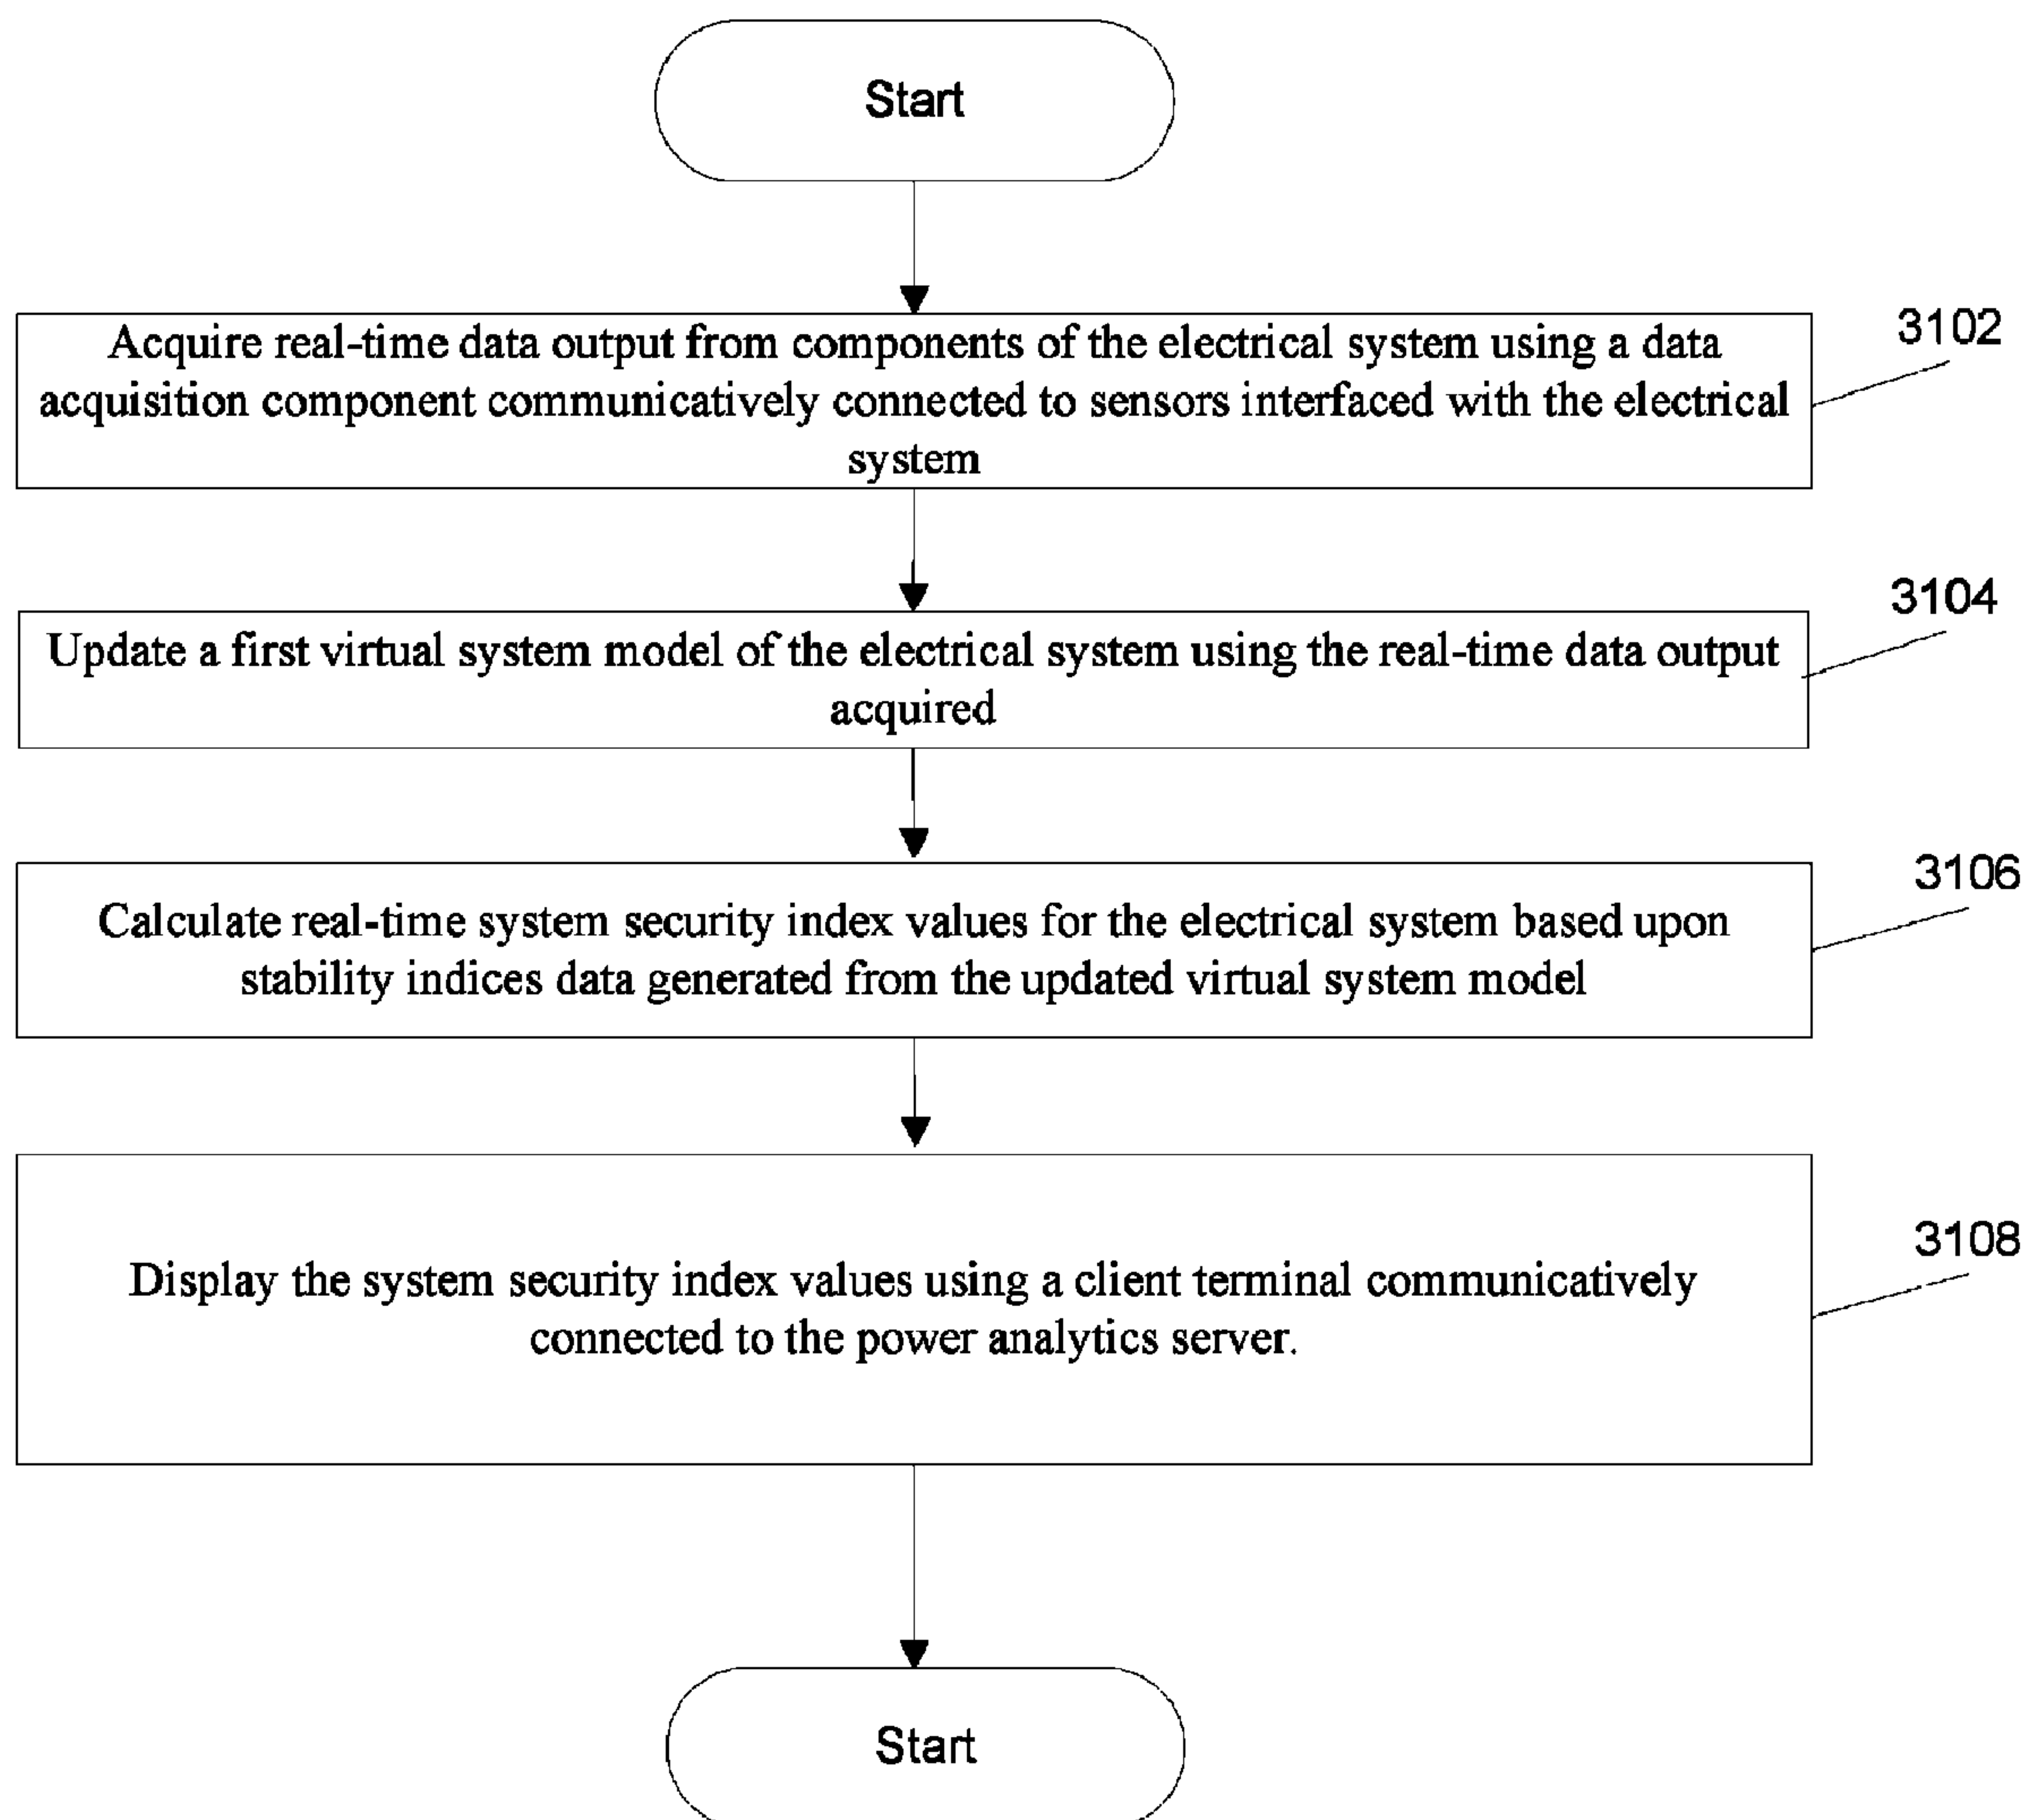 Start
Acquire real-time data output from components of the electrical system using a data
acquisition component communicatively connected to sensors interfaced with the electrical
system
3102
Update a first virtual system model of the electrical system using the real-time data output
acquired
3104
Calculate real-time system security index values for the electrical system based upon
stability indices data generated from the updated virtual system model
3106
Display the system security index values using a client terminal communicatively
connected to the power analytics server.
3108
Start